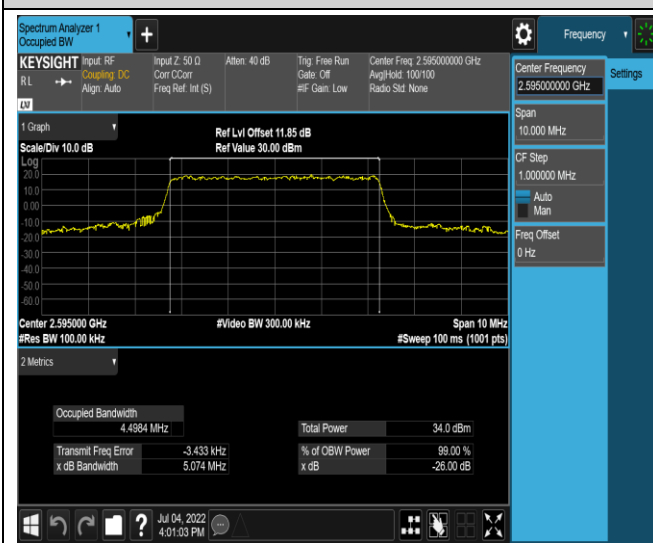 Spectrum Analyzer 1
Occupied BW
+
Frequency
KEYSIGHT
RL
LXI
Input: RF
Coupling: DC
Align: Auto
Input Z: 50 Ω
Corr CCorr
Freq Ref: Int (S)
Atten: 40 dB
Trig: Free Run
Gate: Off
#IF Gain: Low
Center Freq: 2.595000000 GHz
Avg|Hold: 100/100
Radio Std: None
Center Frequency
2.595000000 GHz
Settings
Span
10.000 MHz
CF Step
1.000000 MHz
Auto
Man
Freq Offset
0 Hz
1 Graph
Scale/Div 10.0 dB
Ref Lvl Offset 11.85 dB
Ref Value 30.00 dBm
Log
20.0
10.0
0.00
-10.0
-20.0
-30.0
-40.0
-50.0
-60.0
Center 2.595000 GHz
#Res BW 100.00 kHz
#Video BW 300.00 kHz
Span 10 MHz
#Sweep 100 ms (1001 pts)
2 Metrics
Occupied Bandwidth
4.4984 MHz
Total Power 34.0 dBm
Transmit Freq Error -3.433 kHz
% of OBW Power 99.00 %
x dB Bandwidth 5.074 MHz
x dB -26.00 dB
?
Jul 04, 2022
4:01:03 PM